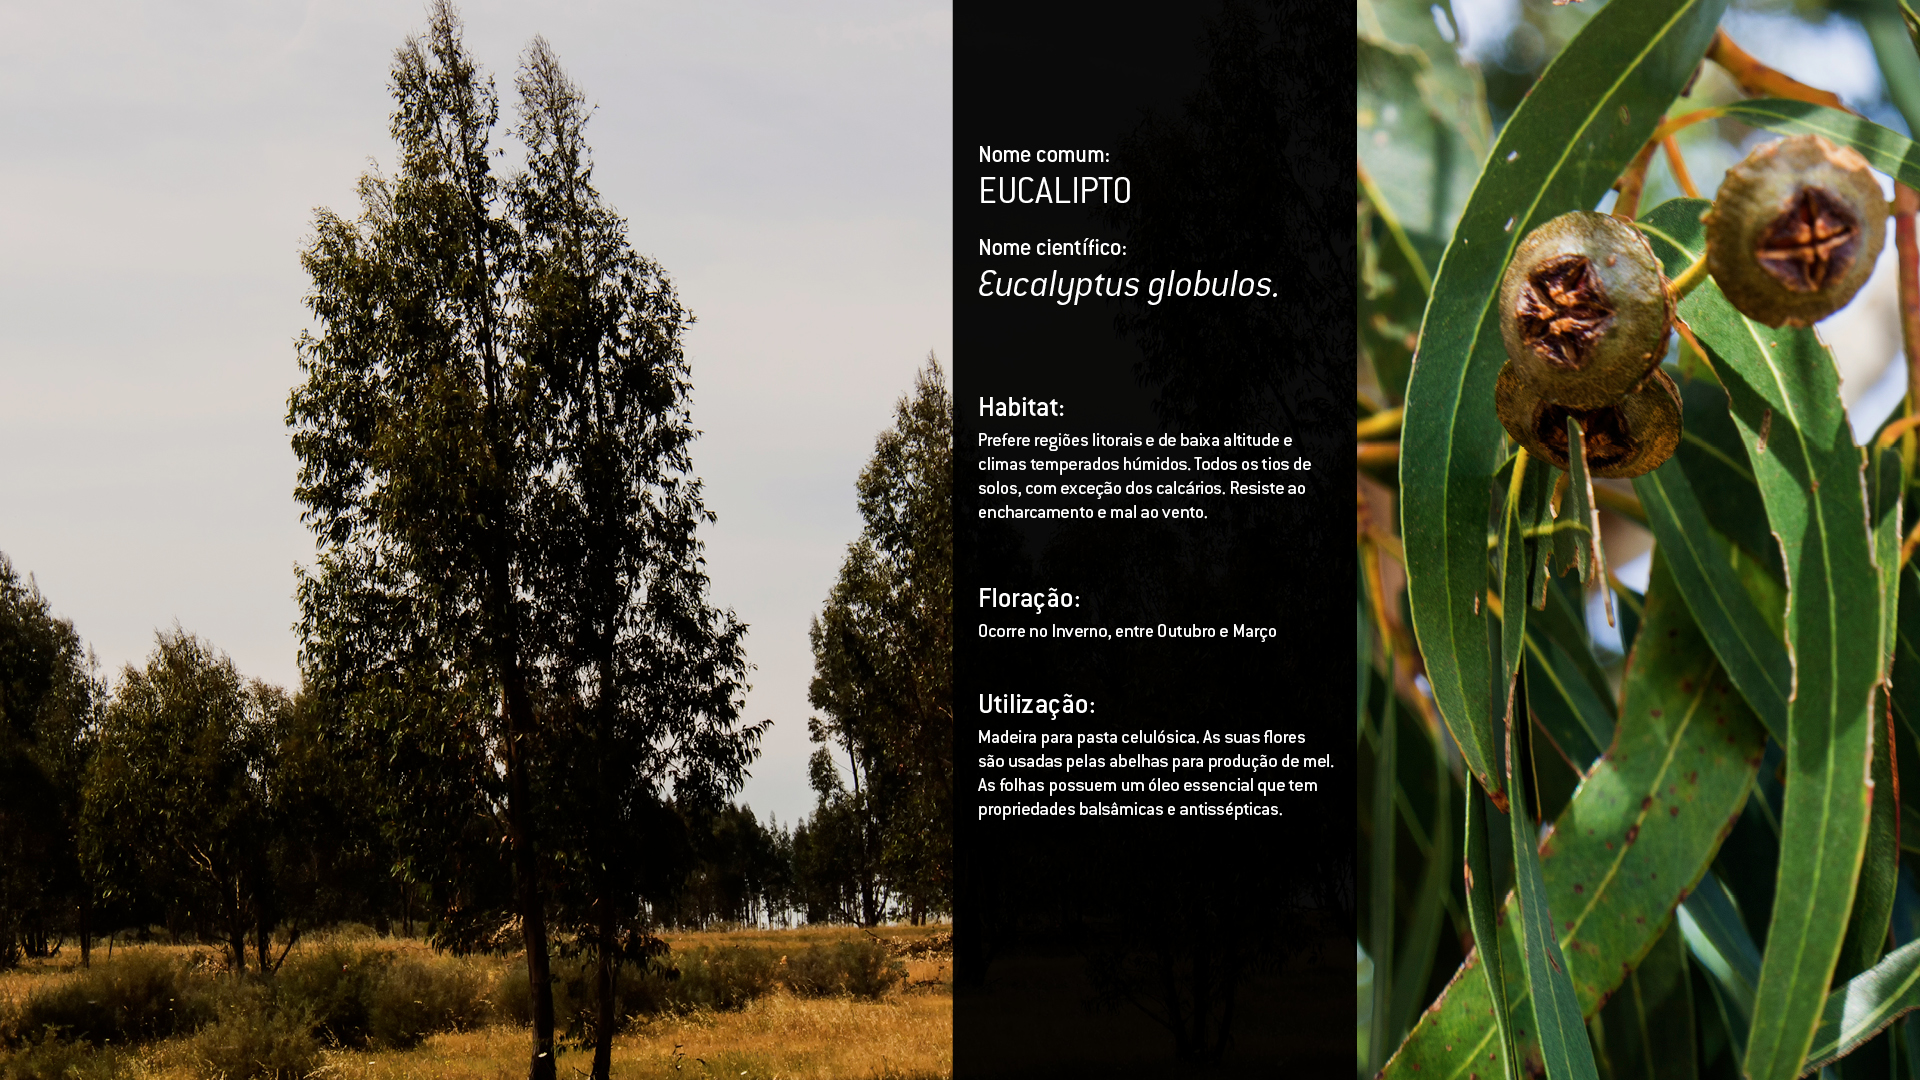 Nome comum:
EUCALIPTO
Nome científico:
Eucalyptus globulos.
Habitat:
Prefere regiões litorais e de baixa altitude e
climas temperados húmidos. Todos os tios de
solos, com exceção dos calcários. Resiste ao
encharcamento e mal ao vento.
Floração:
Ocorre no Inverno, entre Outubro e Março
Utilização:
Madeira para pasta celulósica. As suas flores
são usadas pelas abelhas para produção de mel.
As folhas possuem um óleo essencial que tem
propriedades balsâmicas e antissépticas.